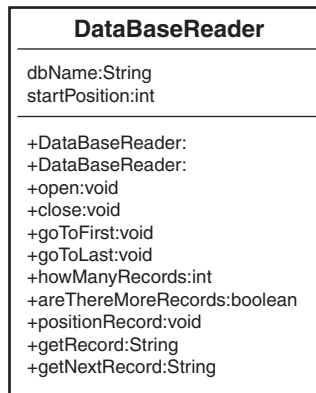 DataBaseReader
dbName:String
startPosition:int
+DataBaseReader:
+DataBaseReader:
+open:void
+close:void
+goToFirst:void
+goToLast:void
+howManyRecords:int
+areThereMoreRecords:boolean
+positionRecord:void
+getRecord:String
+getNextRecord:String